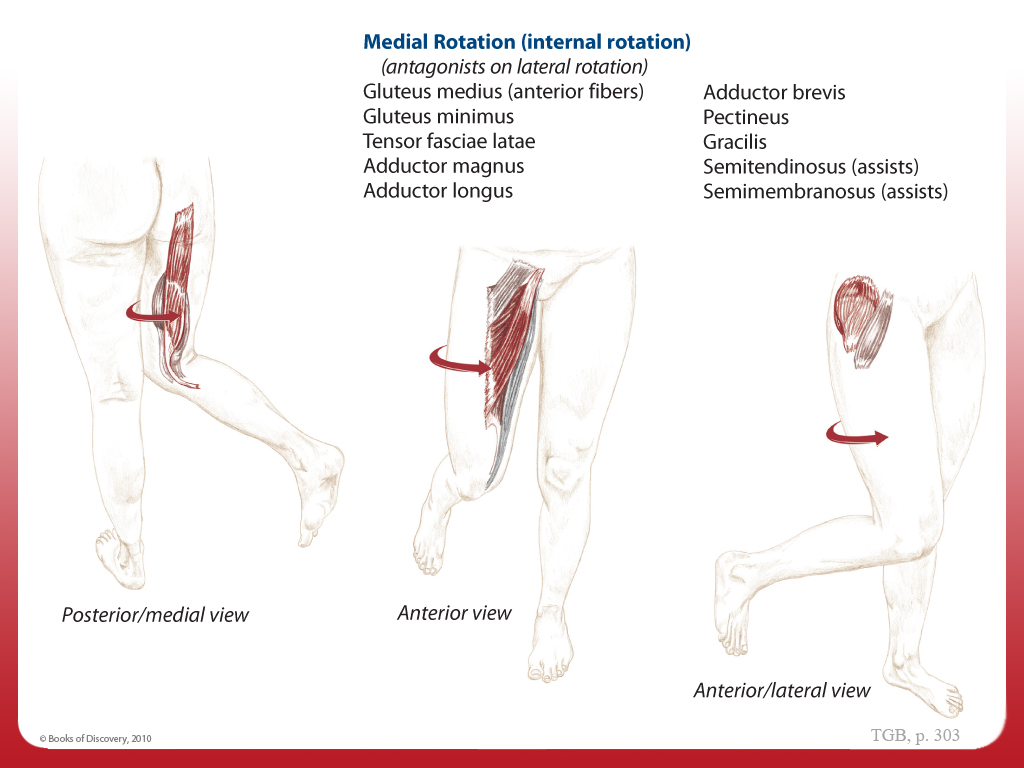 Medial Rotation (internal rotation)
(antagonists on lateral rotation)
Gluteus medius (anterior fibers)
Gluteus minimus
Tensor fasciae latae
Adductor magnus
Adductor longus
Adductor brevis
Pectineus
Gracilis
Semitendinosus (assists)
Semimembranosus (assists)
Posterior/medial view
Anterior view
Anterior/lateral view
© Books of Discovery, 2010
TGB, p. 303